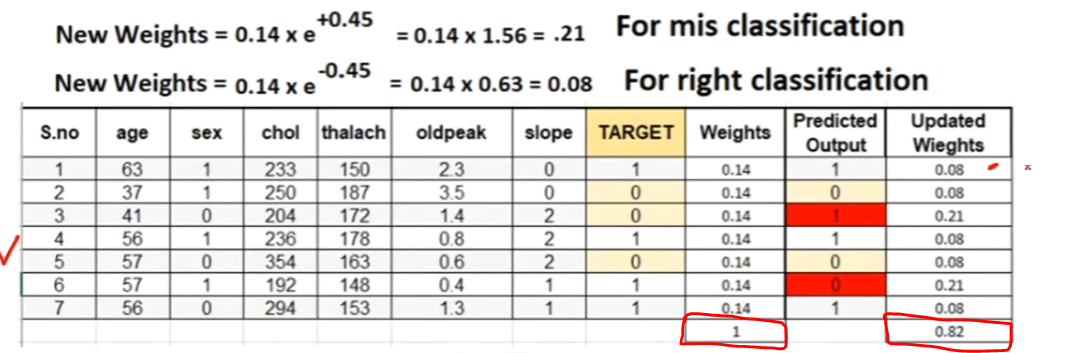 New Weights = 0.14 x e+0.45 = 0.14 x 1.56 = .21 For mis classification
New Weights = 0.14 x e-0.45 = 0.14 x 0.63 = 0.08 For right classification
S.no age sex chol thalach oldpeak slope TARGET Weights Predicted Output Updated Wieghts
1 63 1 233 150 2.3 0 1 0.14 1 0.08
2 37 1 250 187 3.5 0 0 0.14 0 0.08
3 41 0 204 172 1.4 2 0 0.14 1 0.21
4 56 1 236 178 0.8 2 1 0.14 1 0.08
5 57 0 354 163 0.6 2 0 0.14 0 0.08
6 57 1 192 148 0.4 1 1 0.14 0 0.21
7 56 0 294 153 1.3 1 1 0.14 1 0.08
1 0.82